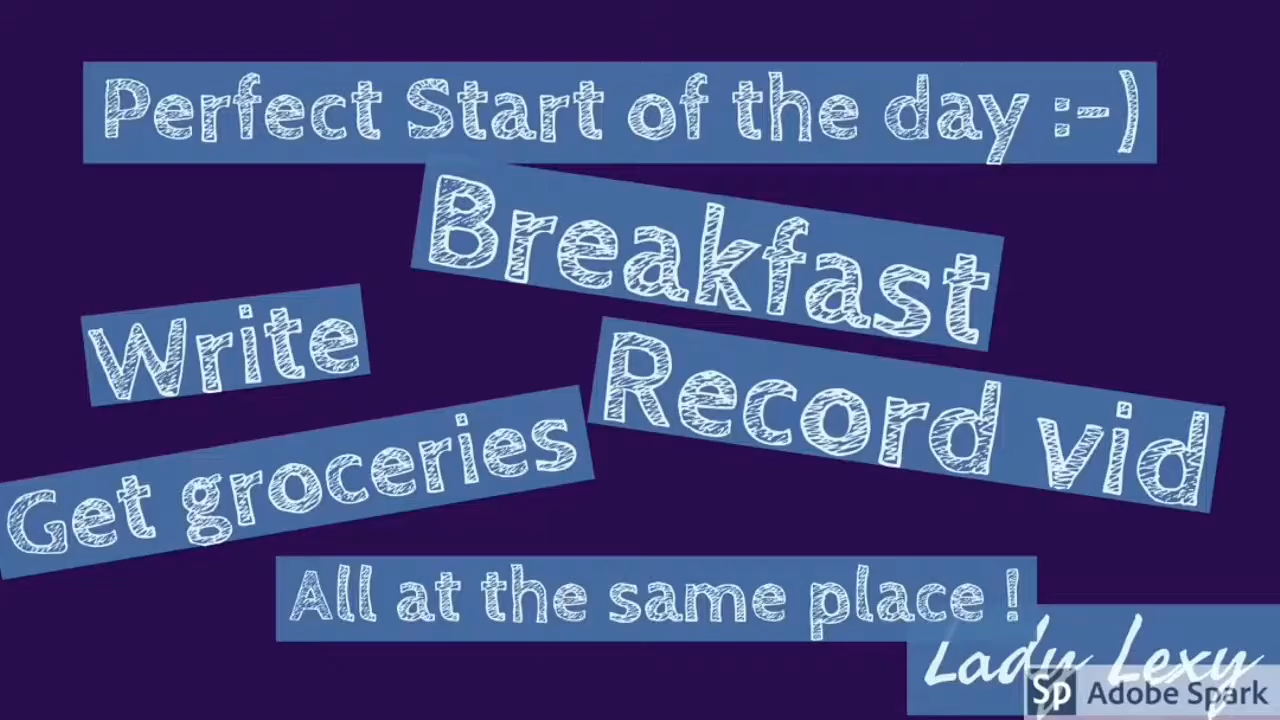 Perfect Start of the day :-)
Breakfast
Write
Record vid
Get groceries
All at the same place !
Lady Lexy
Sp Adobe Spark